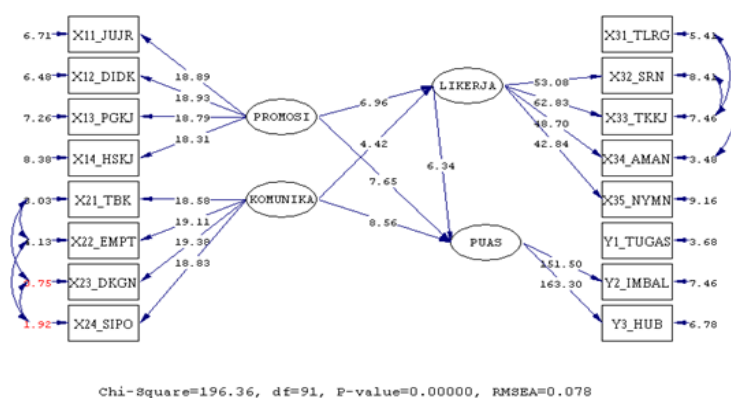 6.71 X11_JUJR
6.48 X12_DIDK
7.26 X13_PGKJ
8.38 X14_HSKJ
X21_TBK
X22_EMPT
X23_DKGN
1.92 X24_SIPO
18.89
18.93
18.79
18.31
18.58
19.11
19.38
18.83
PROMOSI
KOMUNIKA
6.96
4.42
7.65
8.56
6.34
LIKERJA
PUAS
53.08
62.83
48.70
42.84
151.50
163.30
X31_TLRG 5.41
X32_SRN 8.41
X33_TKKJ 7.46
X34_AMAN 3.48
X35_NYMN 9.16
Y1_TUGAS 3.68
Y2_IMBAL 7.46
Y3_HUB 6.78
Chi-Square=196.36, df=91, P-value=0.00000, RMSEA=0.078